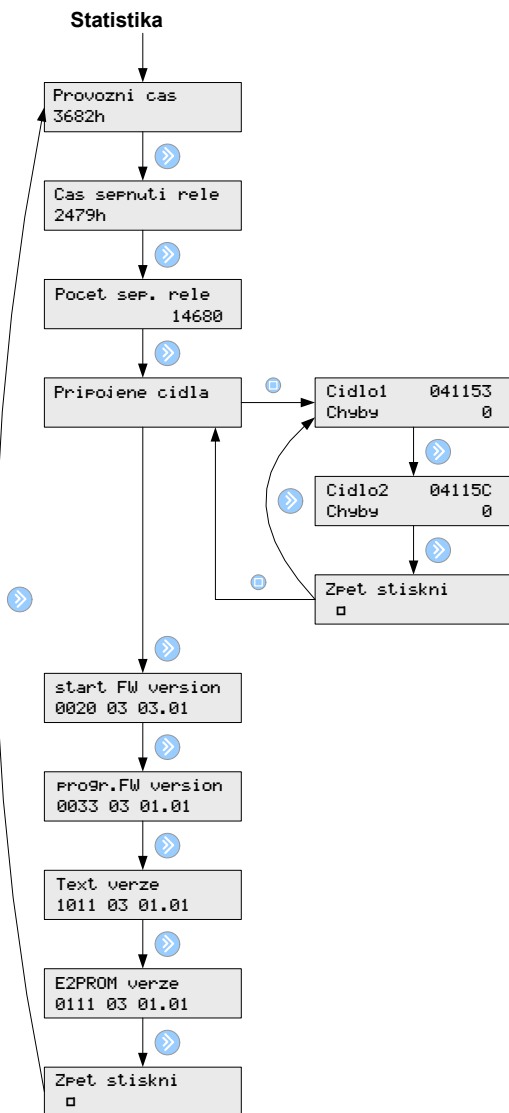 Statistika
Provozni cas
3682h
Cas sepnuti rele
2479h
Pocet sep. rele
14680
Pripojene cidla
Cidlo1 041153
Chyby 0
Cidlo2 04115C
Chyby 0
Zpet stiskni
start FW version
0020 03 03.01
progr.FW version
0033 03 01.01
Text verze
1011 03 01.01
E2PROM verze
0111 03 01.01
Zpet stiskni